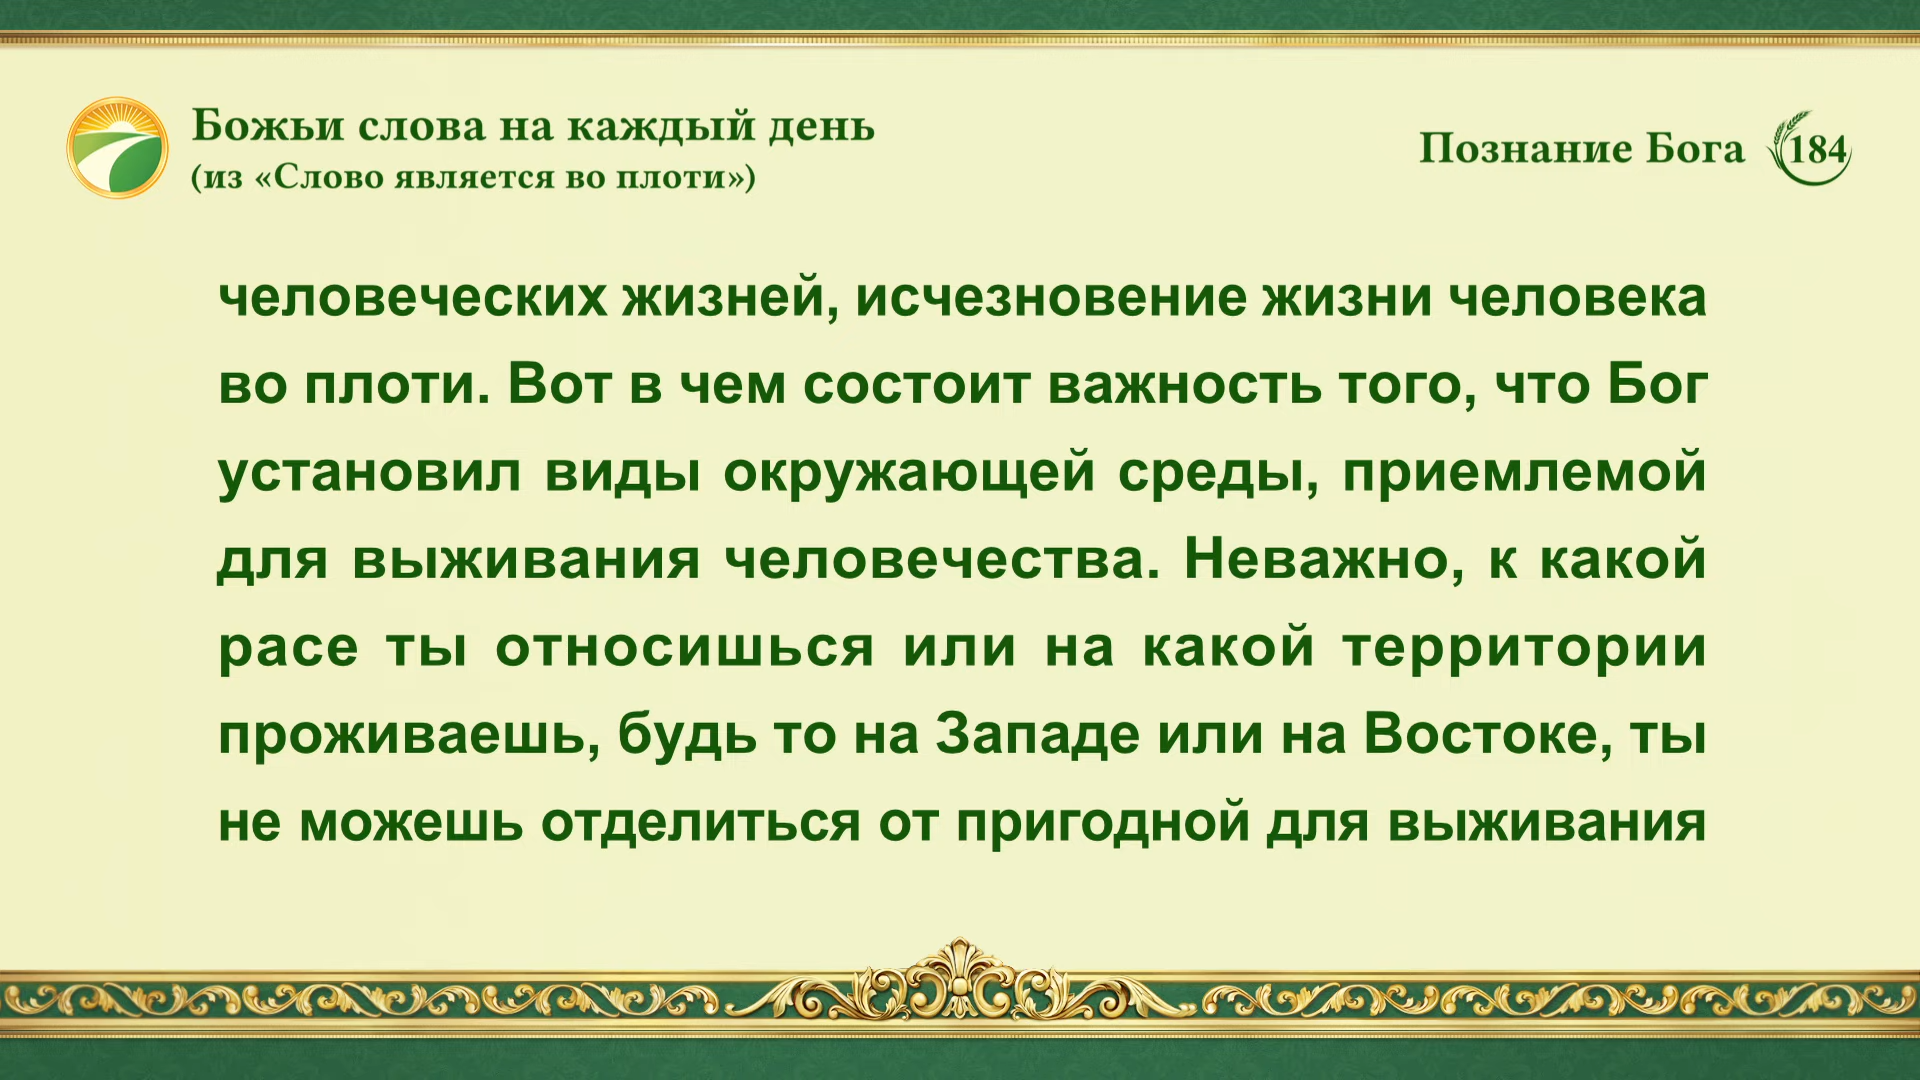 Божьи слова на каждый день
(из «Слово является во плоти»)
Познание Бога 184
человеческих жизней, исчезновение жизни человека
во плоти. Вот в чем состоит важность того, что Бог
установил виды окружающей среды, приемлемой
для выживания человечества. Неважно, к какой
расе ты относишься или на какой территории
проживаешь, будь то на Западе или на Востоке, ты
не можешь отделиться от пригодной для выживания